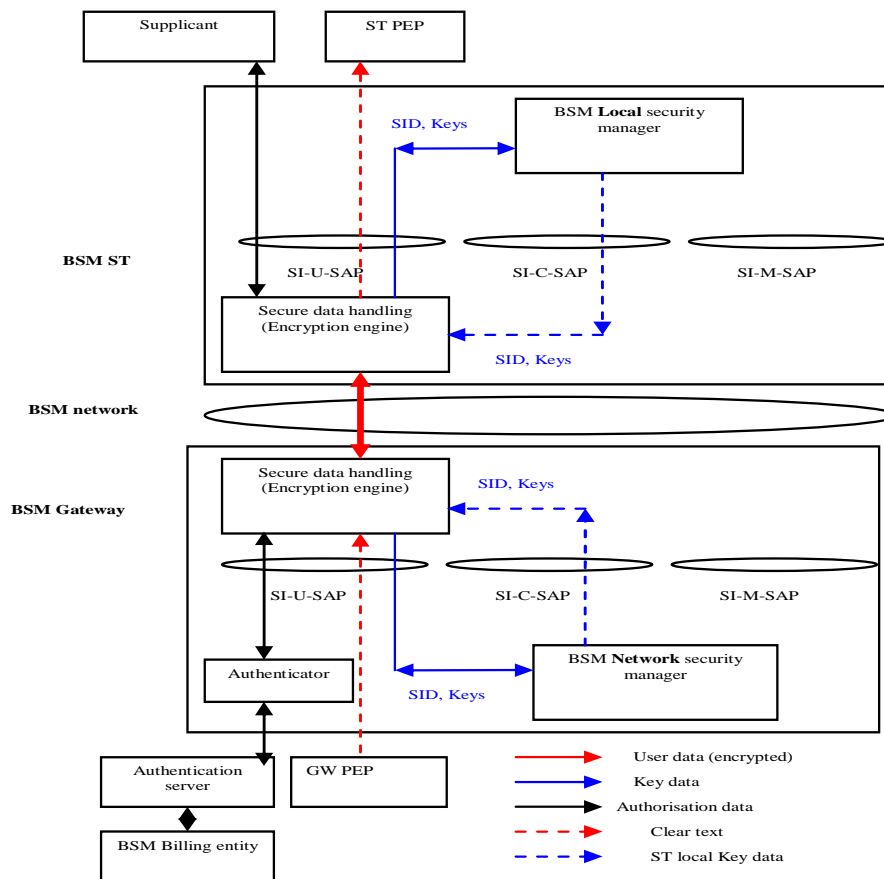 Supplicant
ST PEP
BSM Local security
manager
SID, Keys
BSM ST
SI-U-SAP
SI-C-SAP
SI-M-SAP
Secure data handling
(Encryption engine)
SID, Keys
BSM network
Secure data handling
(Encryption engine)
SID, Keys
BSM Gateway
SI-U-SAP
SI-C-SAP
SI-M-SAP
Authenticator
SID, Keys
BSM Network security
manager
Authentication
server
GW PEP
BSM Billing entity
User data (encrypted)
Key data
Authorisation data
Clear text
ST local Key data